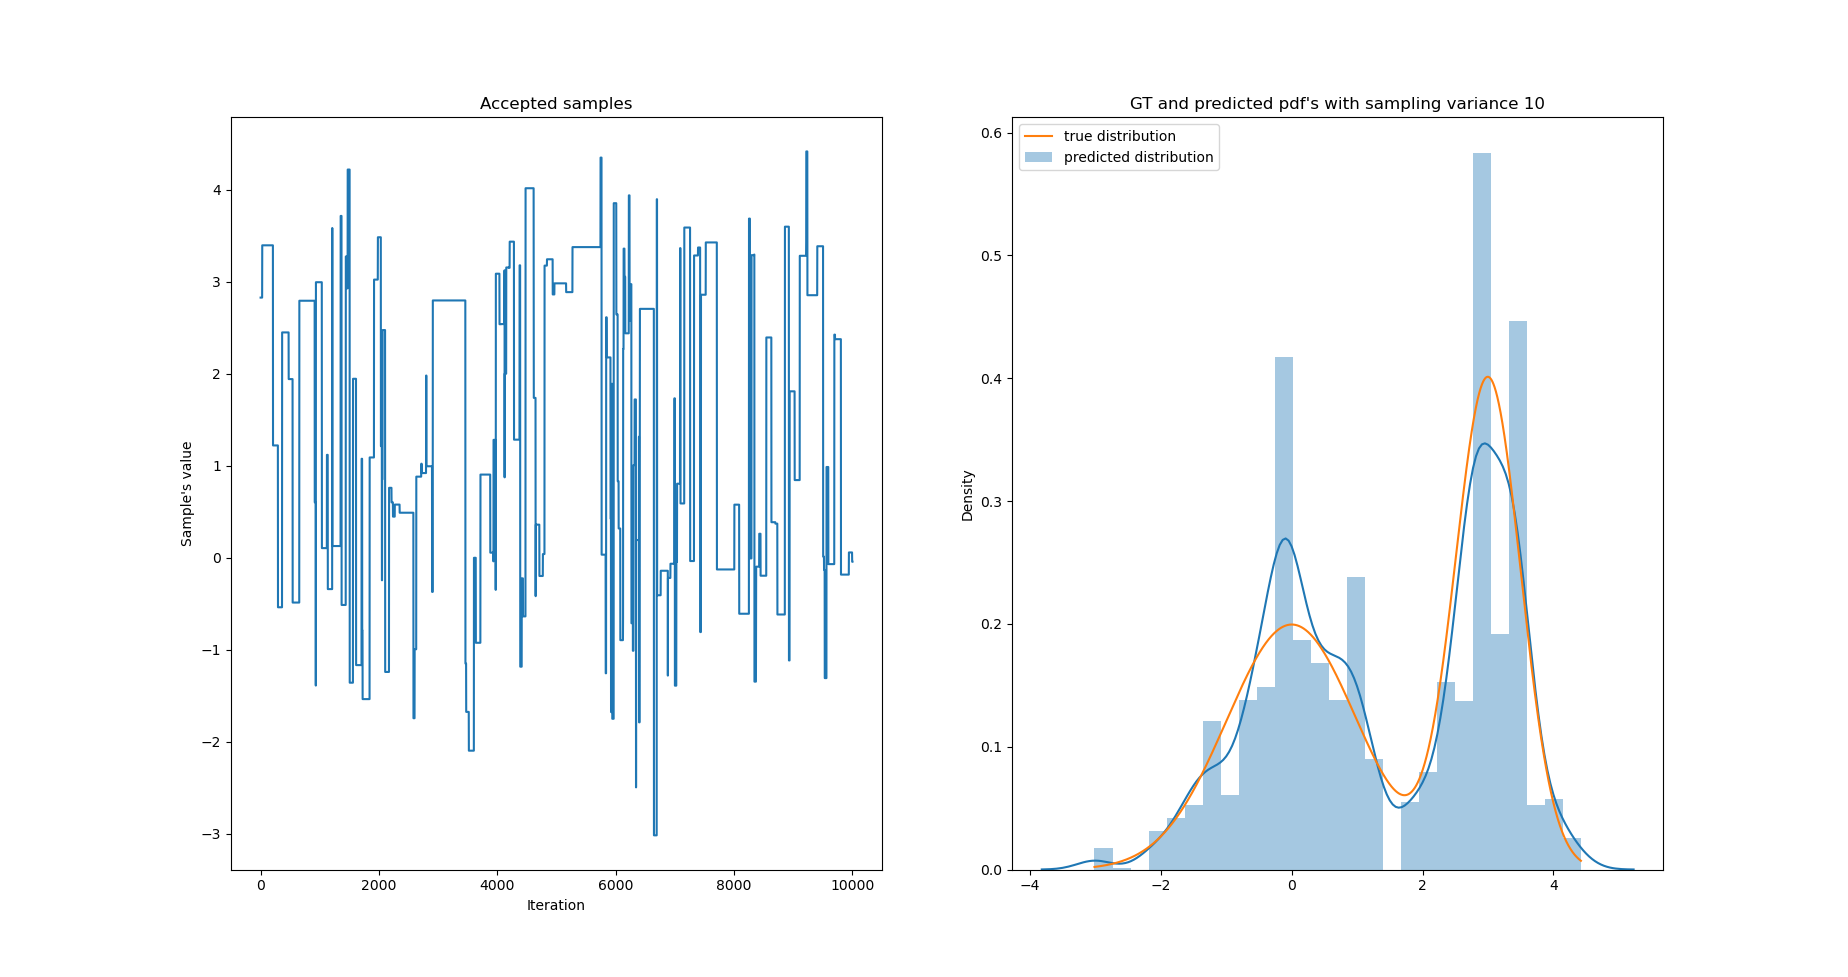 Accepted samples
Sample's value
4
3
2
1
0
−1
−2
−3
0 2000 4000 6000 8000 10000
Iteration
GT and predicted pdf's with sampling variance 10
true distribution
predicted distribution
Density
0.6
0.5
0.4
0.3
0.2
0.1
0.0
−4 −2 0 2 4